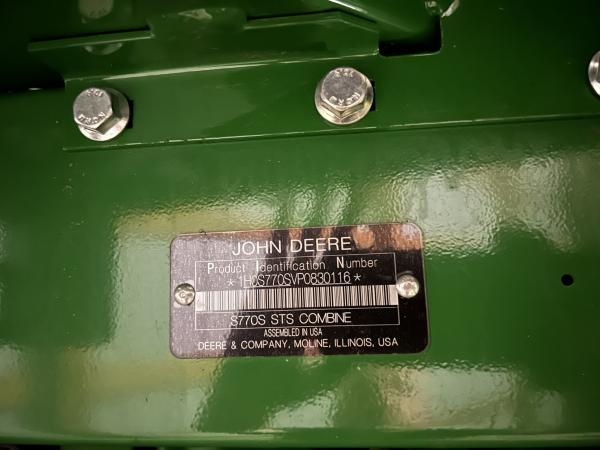 JOHN DEERE
Product Identification Number
*1H0S770SVP0830116*
S770S STS COMBINE
ASSEMBLED IN USA
DEERE & COMPANY, MOLINE, ILLINOIS, USA